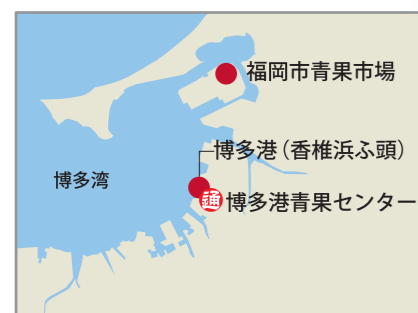 福岡市青果市場
博多港（香椎浜ふ頭）
博多湾
通 博多港青果センター